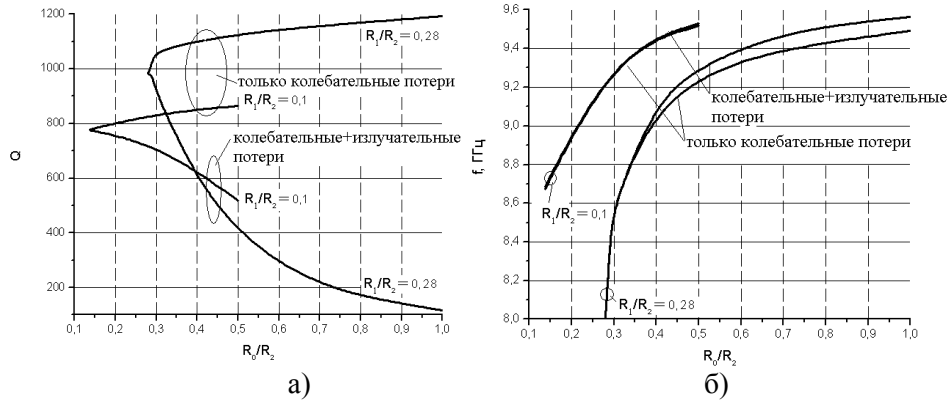 1200
1000
800
600
400
200
Q
0,1
0,2
0,3
0,4
0,5
0,6
0,7
0,8
0,9
1,0
R0/R2
R1/R2=0,28
только колебательные потери
R1/R2=0,1
колебательные+излучательные
потери
R1/R2=0,1
R1/R2=0,28
а)
9,6
9,4
9,2
9,0
8,8
8,6
8,4
8,2
8,0
f, ГГц
0,1
0,2
0,3
0,4
0,5
0,6
0,7
0,8
0,9
1,0
R0/R2
колебательные+излучательные
потери
только колебательные потери
R1/R2=0,1
R1/R2=0,28
б)